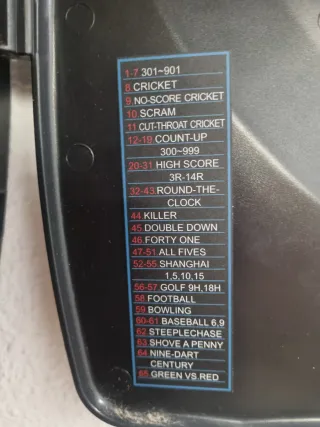 1-7 301~901
8 CRICKET
9 NO-SCORE CRICKET
10 SCRAM
11 CUT-THROAT CRICKET
12-19 COUNT-UP
300~999
20-31 HIGH SCORE
3R-14R
32-43 ROUND-THE-
CLOCK
44 KILLER
45 DOUBLE DOWN
46 FORTY ONE
47-51 ALL FIVES
52-55 SHANGHAI
1,5,10,15
56-57 GOLF 9H,18H
58 FOOTBALL
59 BOWLING
60-61 BASEBALL 6,9
62 STEEPLECHASE
63 SHOVE A PENNY
64 NINE-DART
CENTURY
65 GREEN VS.RED